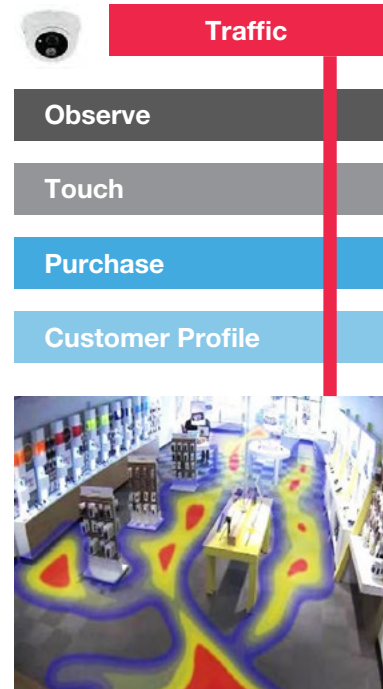 Traffic
Observe
Touch
Purchase
Customer Profile